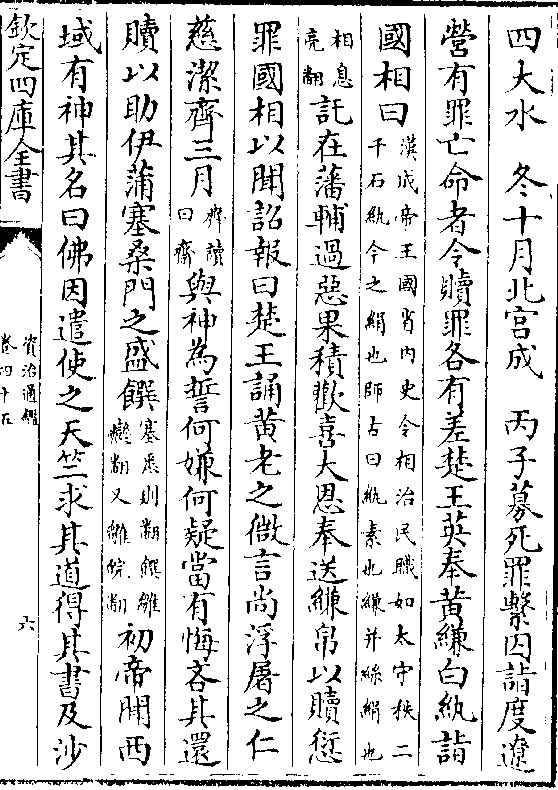 四大水　冬十月北宮成　丙子募死罪繫囚詣度遼
營有罪亡命者令贖罪各有差楚王英奉黃縑白紈詣
國相曰漢成帝王國省內史令相治民職如太守秩二
千石紈今之絹也師古曰紈素也縑并絲絹也
相息
亮翻託在藩輔過惡累積歡喜大恩奉送縑帛以贖愆
罪國相以聞詔報曰楚王誦黃老之微言尚浮屠之仁
慈潔齊三月齊讀
曰齋與神為誓何嫌何疑當有悔吝其還
贖以助伊蒲塞桑門之盛饌塞悉則翻饌雛
戀翻又雛皖翻初帝聞西
域有神其名曰佛因遣使之天竺求其道得其書及沙
欽定四庫全書
資治通鑑
卷四十五
六